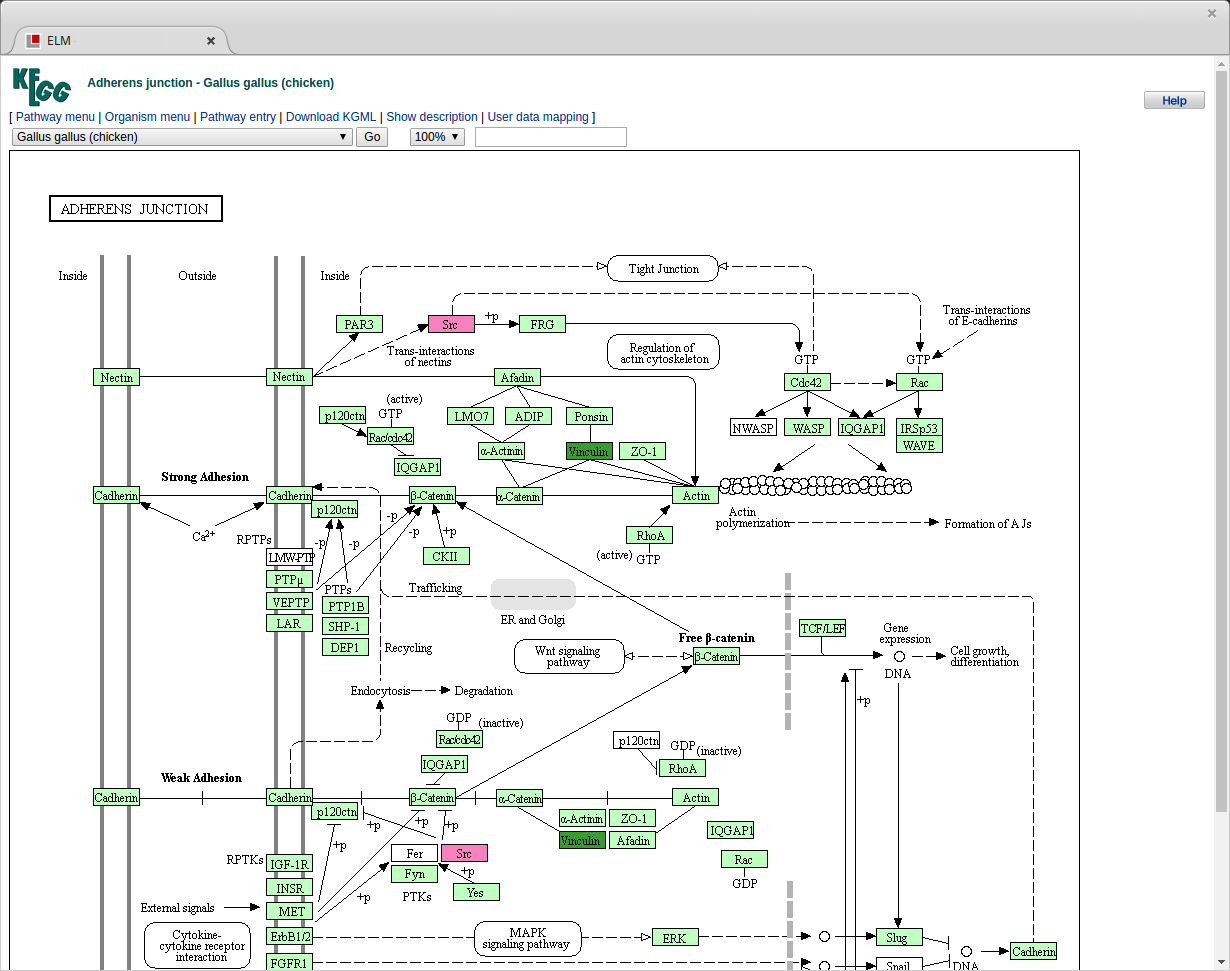 ELM
KEGG
Adherens junction - Gallus gallus (chicken)
Help
[ Pathway menu | Organism menu | Pathway entry | Download KGML | Show description | User data mapping ]
Gallus gallus (chicken)
Go
100%
ADHERENS JUNCTION
Inside
Outside
Inside
Tight Junction
PAR3
Src
+p
FRG
Trans-interactions
of E-cadherins
Trans-interactions
of nectins
Regulation of
actin cytoskeleton
GTP
GTP
Nectin
Nectin
Afadin
Cdc42
Rac
(active)
GTP
p120ctn
Rac/cdc42
IQGAP1
LMO7
ADIP
Ponsin
α-Actinin
Vinculin
ZO-1
NWASP
WASP
IQGAP1
IRSp53
WAVE
Strong Adhesion
Cadherin
Cadherin
β-Catenin
α-Catenin
Actin
p120ctn
Ca2+
RPTPs
-p
-p
-p
-p
+p
CKII
RhoA
(active)
GTP
Actin
polymerization
Formation of AJs
LMW-PTP
PTPμ
VEPTP
LAR
PTPs
PTP1B
SHP-1
DEP1
Trafficking
ER and Golgi
Recycling
Wnt signaling
pathway
Free β-catenin
β-Catenin
TCF/LEF
Gene
expression
DNA
Cell growth,
differentiation
+p
Endocytosis
Degradation
GDP
(inactive)
Rac/cdc42
IQGAP1
p120ctn
GDP
(inactive)
RhoA
Weak Adhesion
Cadherin
Cadherin
β-Catenin
α-Catenin
Actin
p120ctn
+p
+p
+p
+p
α-Actinin
ZO-1
Vinculin
Afadin
IQGAP1
Rac
GDP
RPTKs
IGF-1R
INSR
MET
ErbB1/2
FGFR1
Fer
Src
Fyn
+p
Yes
PTKs
+p
External signals
Cytokine-
cytokine receptor
interaction
MAPK
signaling pathway
ERK
Slug
Snail
DNA
Cadherin